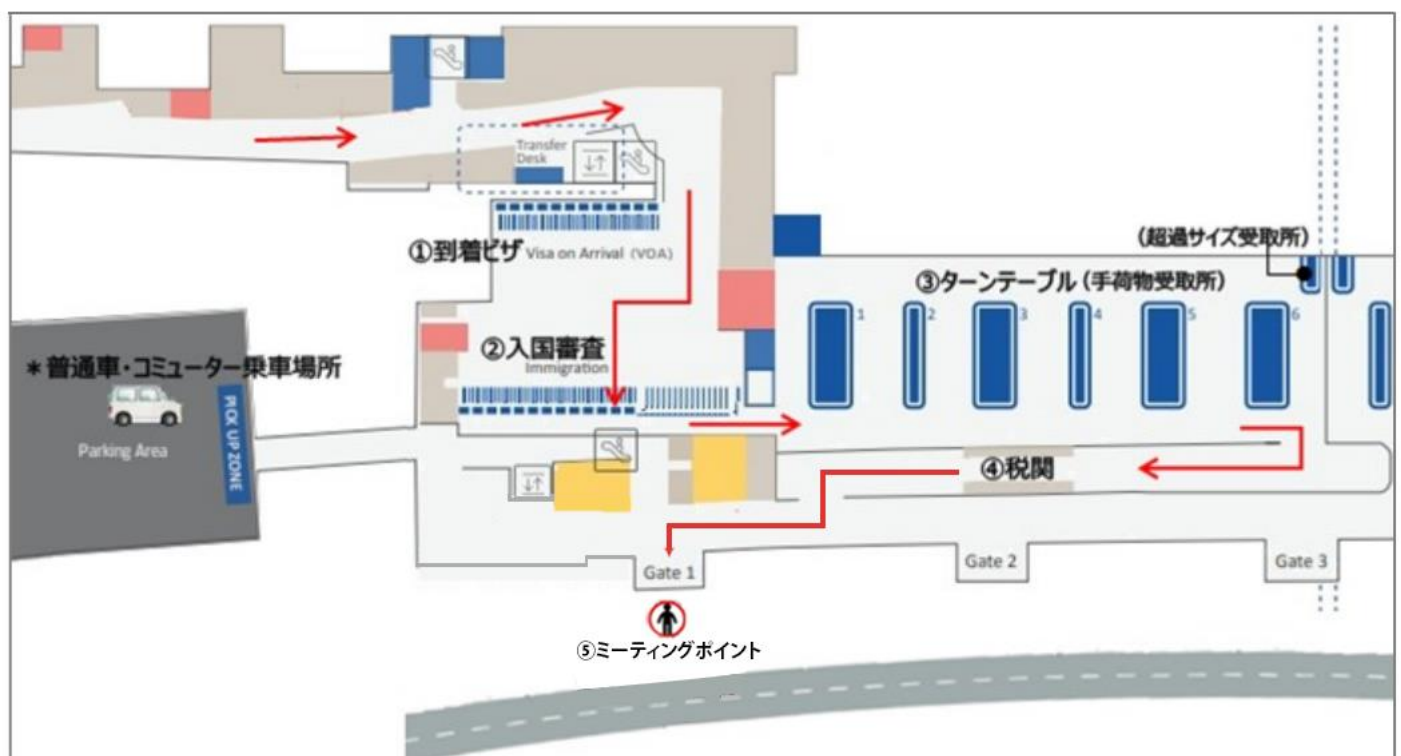 Transfer
Desk
①到着ビザ Visa on Arrival (VOA)
(超過サイズ受取所)
③ターンテーブル(手荷物受取所)
1
2
3
4
5
6
②入国審査
Immigration
*普通車・コミューター乗車場所
Parking Area
PICK UP ZONE
④税関
Gate 1
Gate 2
Gate 3
⑤ミーティングポイント